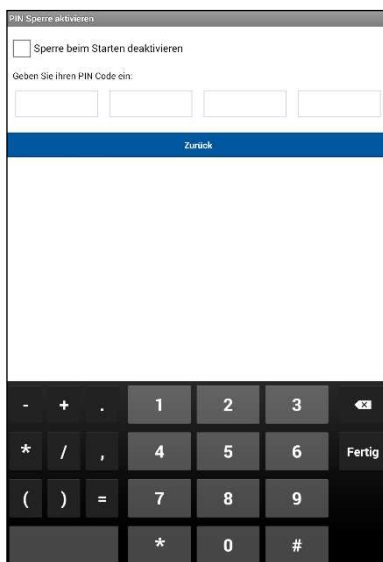 PIN Sperre aktivieren
Sperre beim Starten deaktivieren
Geben Sie ihren PIN Code ein:
Zurück
- + . 1 2 3
* / , 4 5 6 Fertig
( ) = 7 8 9
* 0 #